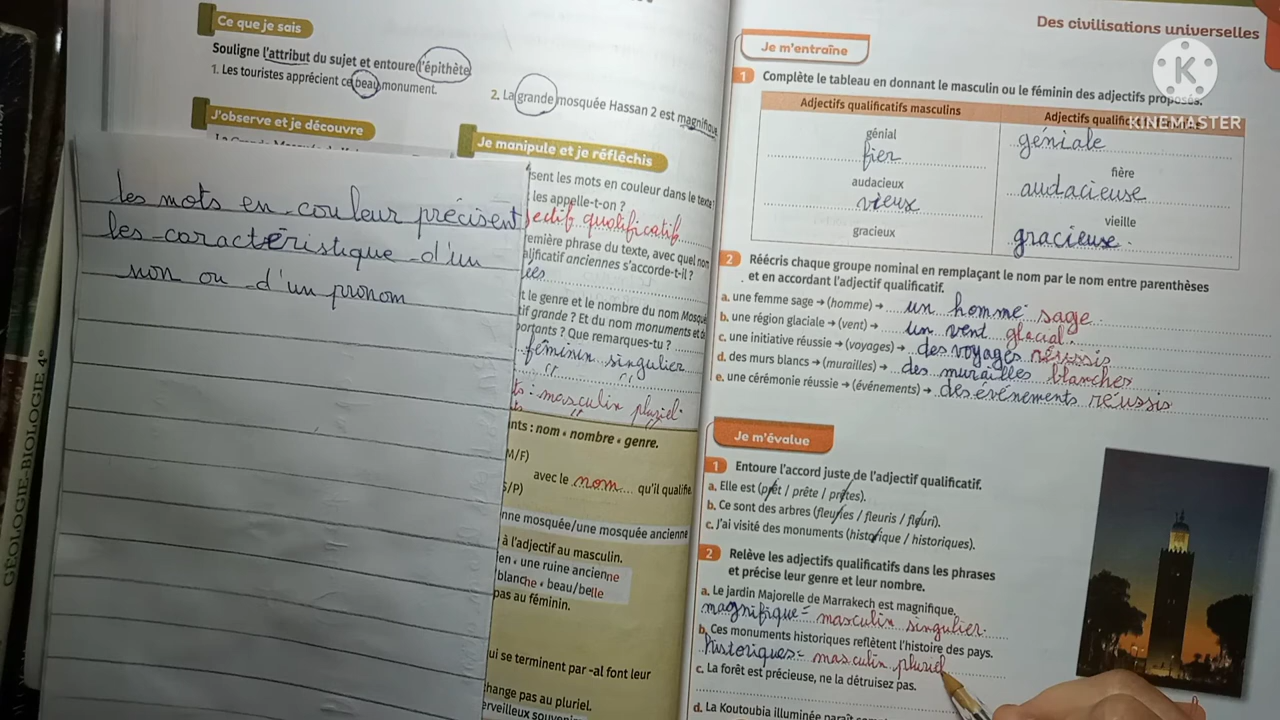 Ce que je sais
Souligne l'attribut du sujet et entoure l'épithète
1. Les touristes apprécient ce beau monument.
2. La grande mosquée Hassan 2 est magnifique
J'observe et je découvre
Je manipule et je réfléchis
les mots en couleur précisent
les caractéristique d'un
non ou d'un pronom
sent les mots en couleur dans le texte
les appelle-t-on ?
jectif qualificatif
remière phrase du texte, avec quel nom
alificatif anciennes s'accorde-t-il ?
t le genre et le nombre du nom Mosqu
tif grande ? Et du nom monuments et
portants ? Que remarques-tu ?
féminin singulier
: masculin pluriel.
nts : nom • nombre • genre.
M/F)
avec le nom qu'il qualifie
S/P)
nne mosquée/une mosquée ancienne
à l'adjectif au masculin.
en • une ruine ancienne
blanche • beau/belle
pas au féminin.
ui se terminent par -al font leur
change pas au pluriel.
GÉOLOGIE-BIOLOGIE 4e
Des civilisations universelles
KINEMASTER
Je m'entraîne
1 Complète le tableau en donnant le masculin ou le féminin des adjectifs proposés.
Adjectifs qualificatifs masculins
génial géniale
fier fière
audacieux audacieuse
vieux vieille
gracieux gracieuse.
2 Réécris chaque groupe nominal en remplaçant le nom par le nom entre parenthèses
et en accordant l'adjectif qualificatif.
a. une femme sage → (homme) → un homme sage
b. une région glaciale → (vent) → un vent glacial.
c. une initiative réussie → (voyages) → des voyages réussis
d. des murs blancs → (murailles) → des murailles blanches
e. une cérémonie réussie → (événements) → des événements réussis
Je m'évalue
1 Entoure l'accord juste de l'adjectif qualificatif.
a. Elle est (prêt / prête / prêtes).
b. Ce sont des arbres (fleuries / fleuris / fleuri).
c. J'ai visité des monuments (historique / historiques).
2 Relève les adjectifs qualificatifs dans les phrases
et précise leur genre et leur nombre.
a. Le jardin Majorelle de Marrakech est magnifique.
magnifique = masculin singulier.
b. Ces monuments historiques reflètent l'histoire des pays.
historiques = masculin pluriel
c. La forêt est précieuse, ne la détruisez pas.
d. La Koutoubia illuminée paraît